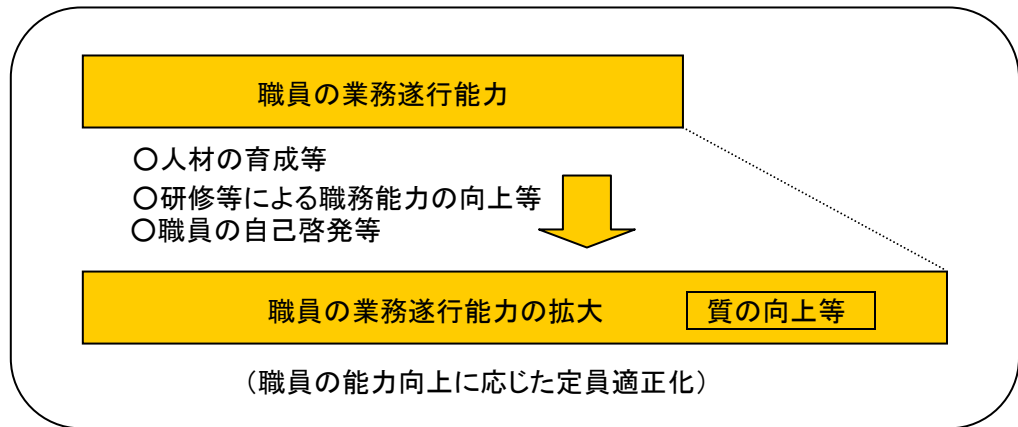 職員の業務遂行能力
〇人材の育成等
〇研修等による職務能力の向上等
〇職員の自己啓発等
職員の業務遂行能力の拡大
質の向上等
（職員の能力向上に応じた定員適正化）